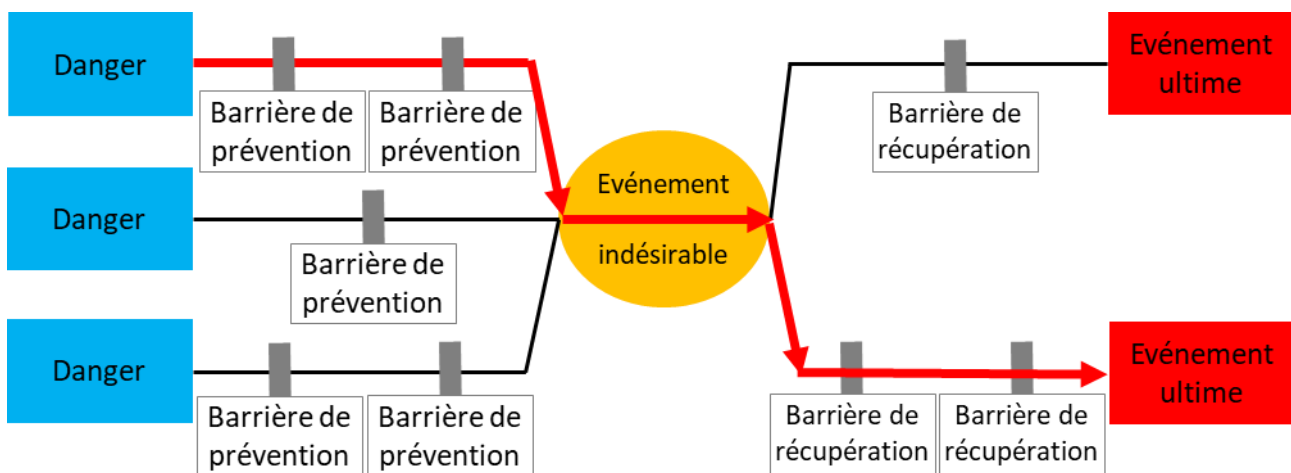 Danger
Barrière de
prévention
Barrière de
prévention
Danger
Barrière de
prévention
Danger
Barrière de
prévention
Barrière de
prévention
Evénement
indésirable
Barrière de
récupération
Evénement
ultime
Barrière de
récupération
Barrière de
récupération
Evénement
ultime